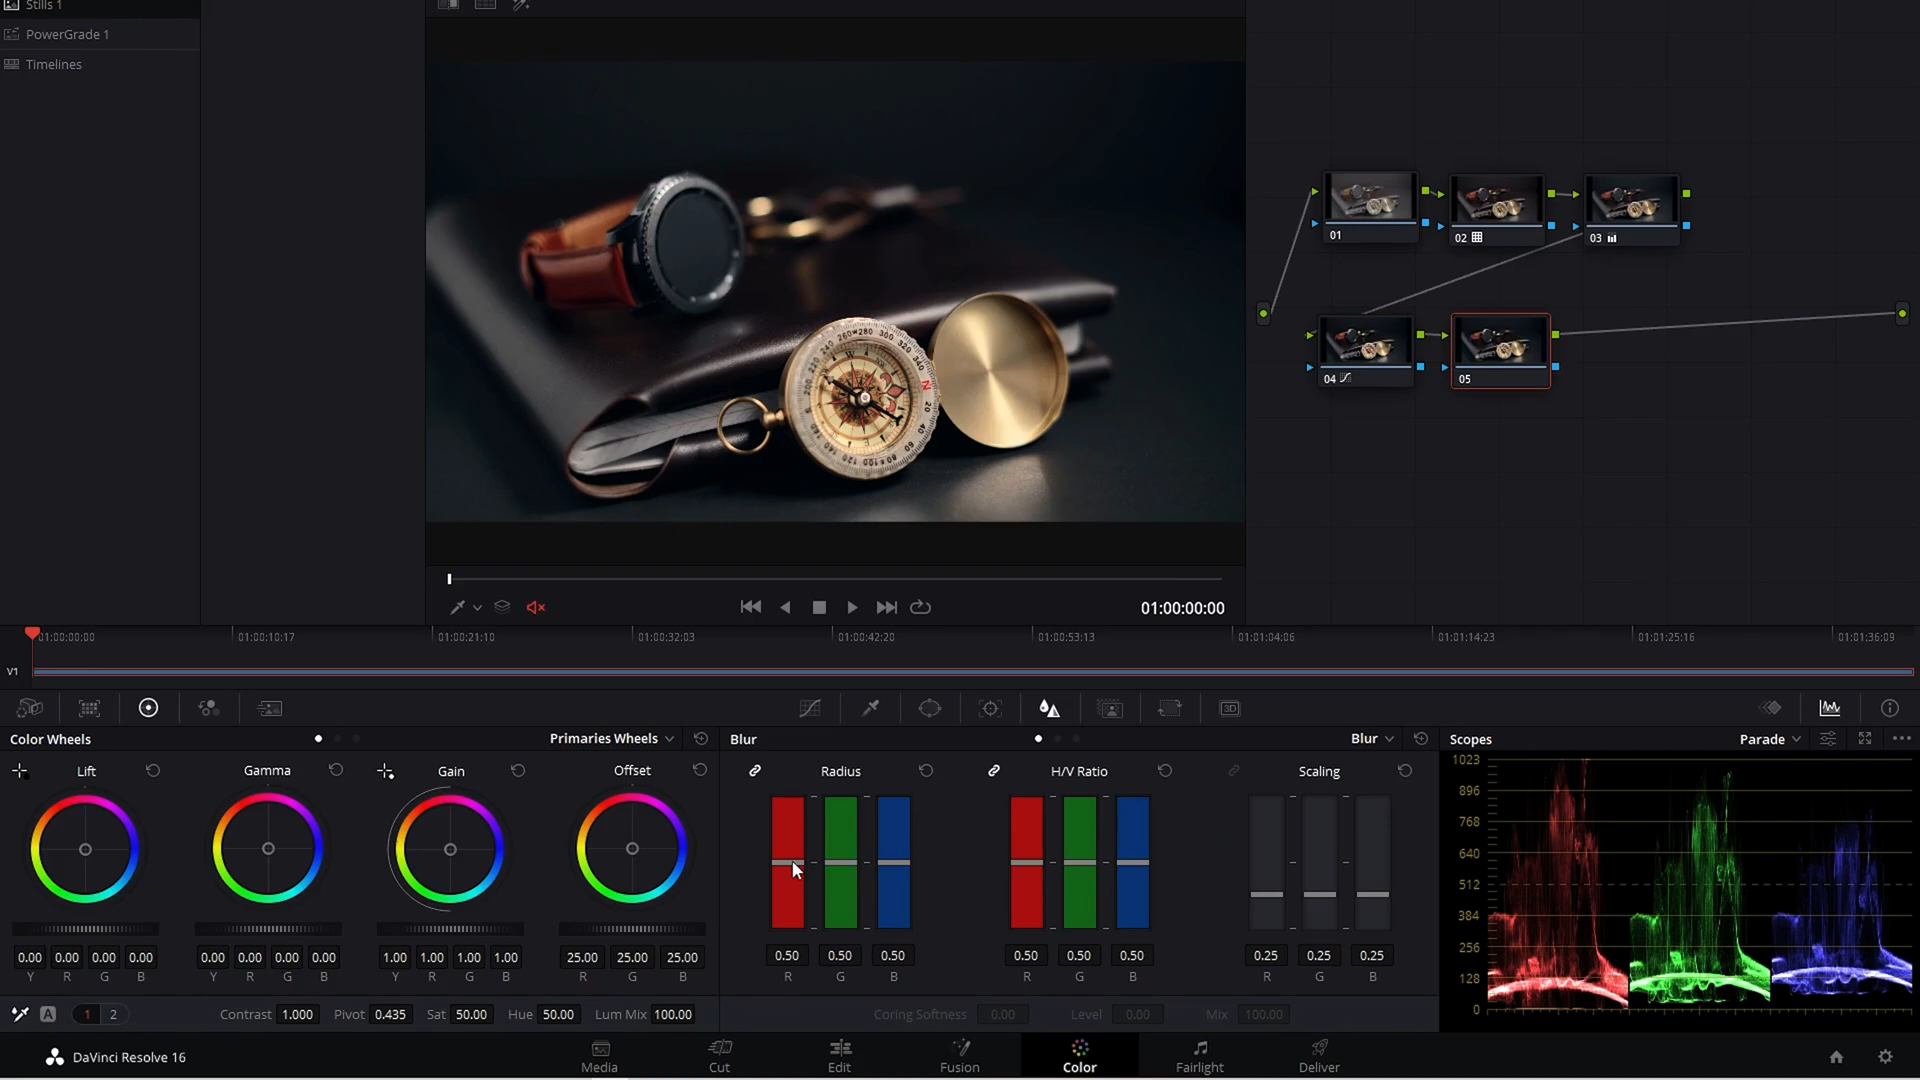 Stills 1
PowerGrade 1
Timelines
01
02
03
04
05
01:00:00:00
01:00:00:00
01:00:10:17
01:00:21:10
01:00:32:03
01:00:42:20
01:00:53:13
01:01:04:06
01:01:14:23
01:01:25:16
01:01:36:09
V1
3D
Color Wheels
Primaries Wheels
Blur
Blur
Scopes
Parade
Lift
Gamma
Gain
Offset
Radius
H/V Ratio
Scaling
1023
896
768
640
512
384
256
128
0
0.00 0.00 0.00 0.00
0.00 0.00 0.00 0.00
1.00 1.00 1.00 1.00
25.00 25.00 25.00
0.50 0.50 0.50
0.50 0.50 0.50
0.25 0.25 0.25
Y R G B
Y R G B
Y R G B
R G B
R G B
R G B
R G B
A
1 2
Contrast 1.000 Pivot 0.435 Sat 50.00 Hue 50.00 Lum Mix 100.00
Coring Softness 0.00 Level 0.00 Mix 100.00
DaVinci Resolve 16
Media
Cut
Edit
Fusion
Color
Fairlight
Deliver